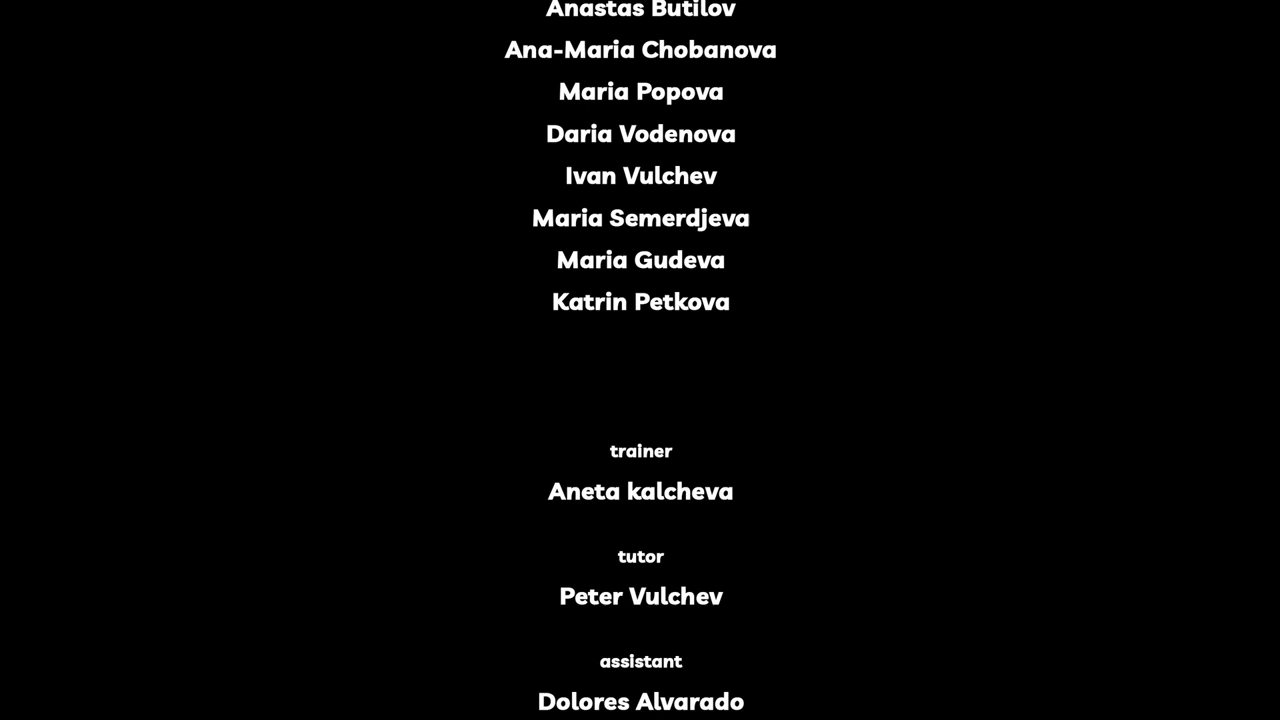 Anastas Butilov
Ana-Maria Chobanova
Maria Popova
Daria Vodenova
Ivan Vulchev
Maria Semerdjeva
Maria Gudeva
Katrin Petkova
trainer
Aneta kalcheva
tutor
Peter Vulchev
assistant
Dolores Alvarado